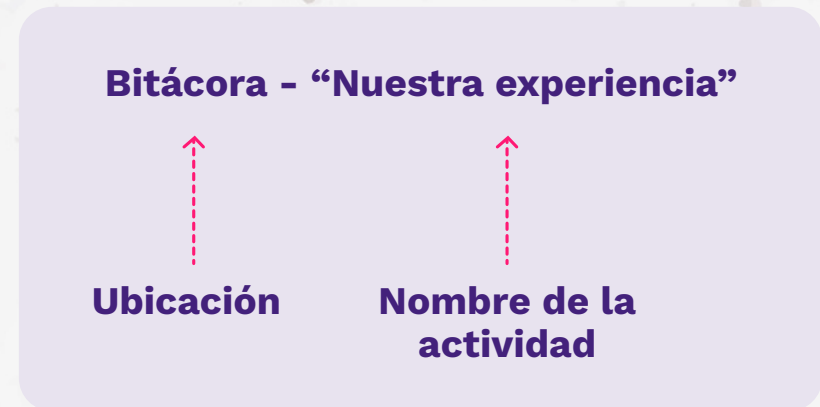 Bitácora - “Nuestra experiencia”
Ubicación
Nombre de la
actividad